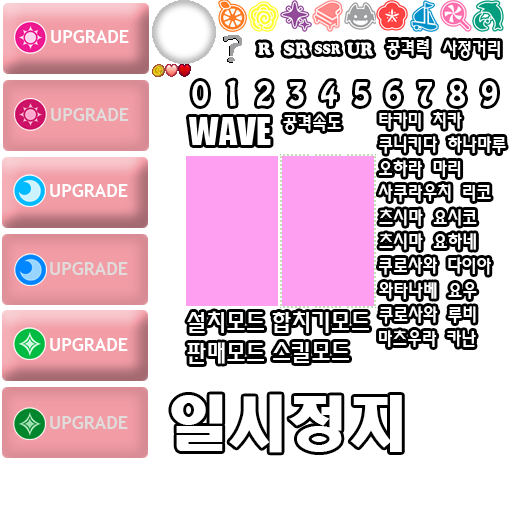 UPGRADE
UPGRADE
UPGRADE
UPGRADE
UPGRADE
UPGRADE
? R SR SSR UR 공격력 사정거리
0 1 2 3 4 5 6 7 8 9
WAVE 공격속도
타카미 치카
쿠니키다 하나마루
오하라 마리
사쿠라우치 리코
츠시마 요시코
츠시마 요하네
쿠로사와 다이아
와타나베 요우
쿠로사와 루비
마츠우라 카난
설치모드 합치기모드
판매모드 스킬모드
일시정지